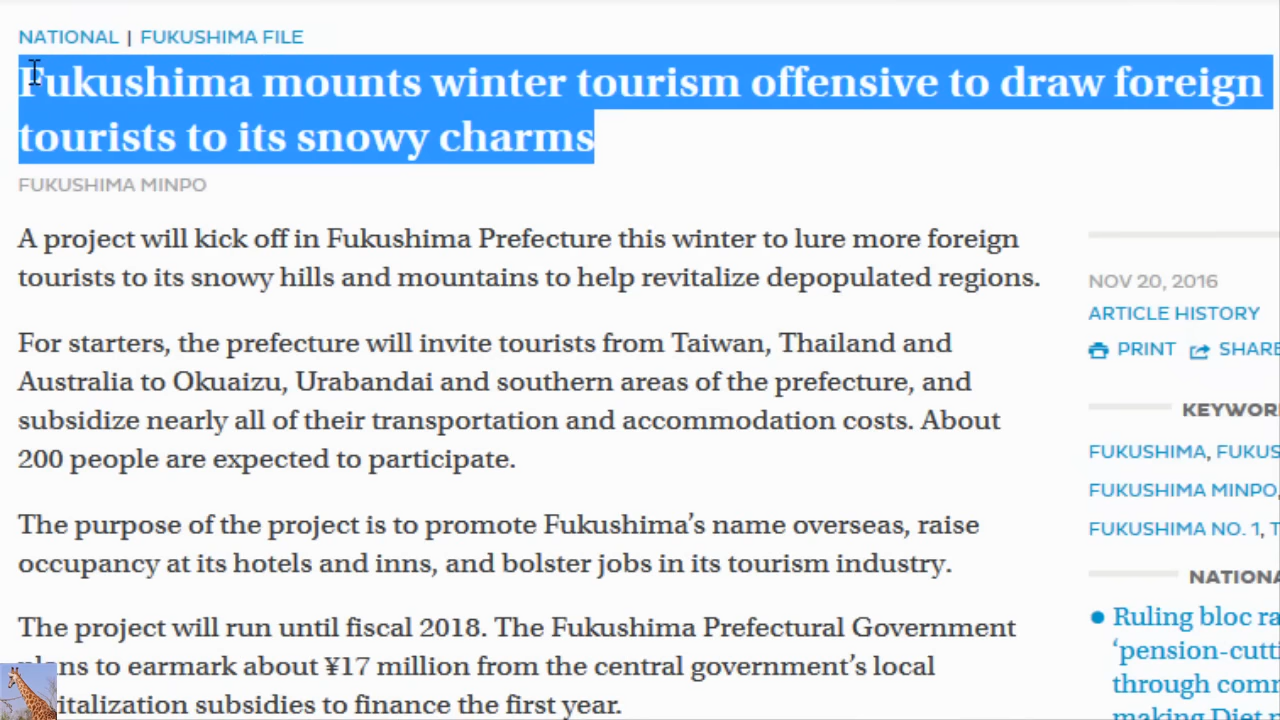 NATIONAL | FUKUSHIMA FILE
Fukushima mounts winter tourism offensive to draw foreign
tourists to its snowy charms
FUKUSHIMA MINPO
A project will kick off in Fukushima Prefecture this winter to lure more foreign
tourists to its snowy hills and mountains to help revitalize depopulated regions.
For starters, the prefecture will invite tourists from Taiwan, Thailand and
Australia to Okuaizu, Urabandai and southern areas of the prefecture, and
subsidize nearly all of their transportation and accommodation costs. About
200 people are expected to participate.
The purpose of the project is to promote Fukushima’s name overseas, raise
occupancy at its hotels and inns, and bolster jobs in its tourism industry.
The project will run until fiscal 2018. The Fukushima Prefectural Government
to earmark about ¥17 million from the central government’s local
subsidies to finance the first year.
NOV 20, 2016
ARTICLE HISTORY
PRINT SHARE
FUKUSHIMA,
FUKUSHIMA MINPO,
FUKUSHIMA NO. 1,
Ruling bloc
through
making Diet